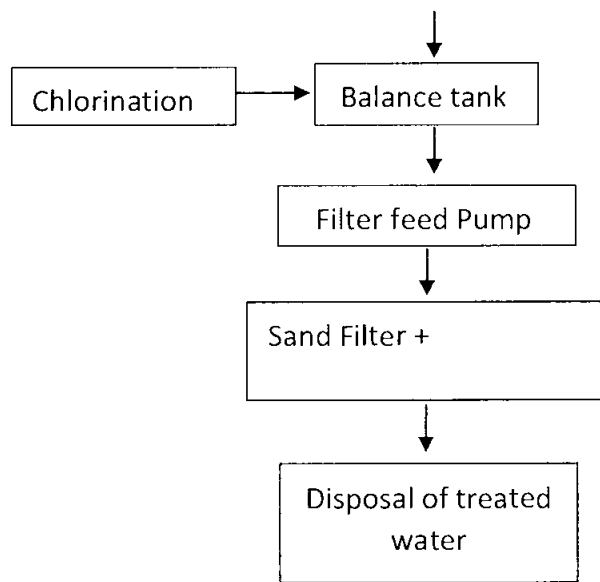 Chlorination
Balance tank
Filter feed Pump
Sand Filter +
Disposal of treated
water